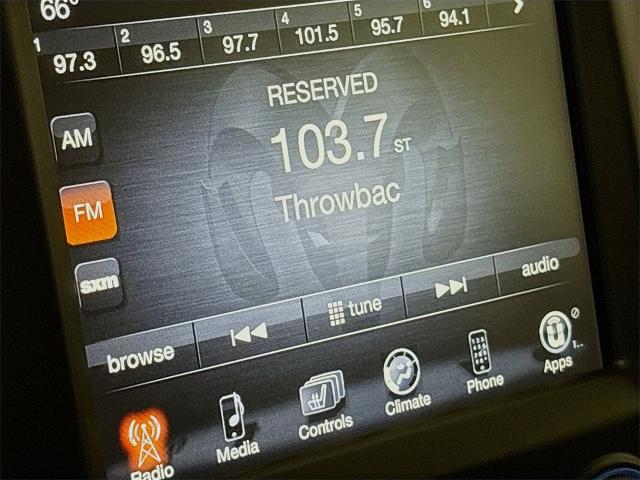 66°
1 97.3 2 96.5 3 97.7 4 101.5 5 95.7 6 94.1
RESERVED
AM
103.7 ST
FM
Throwbac
sxm
browse tune audio
Radio Media Controls Climate Phone Apps